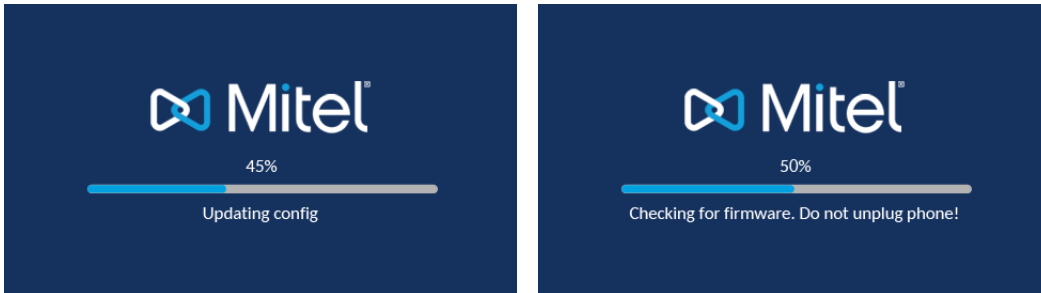 Mitel®
45%
Updating config
Mitel®
50%
Checking for firmware. Do not unplug phone!